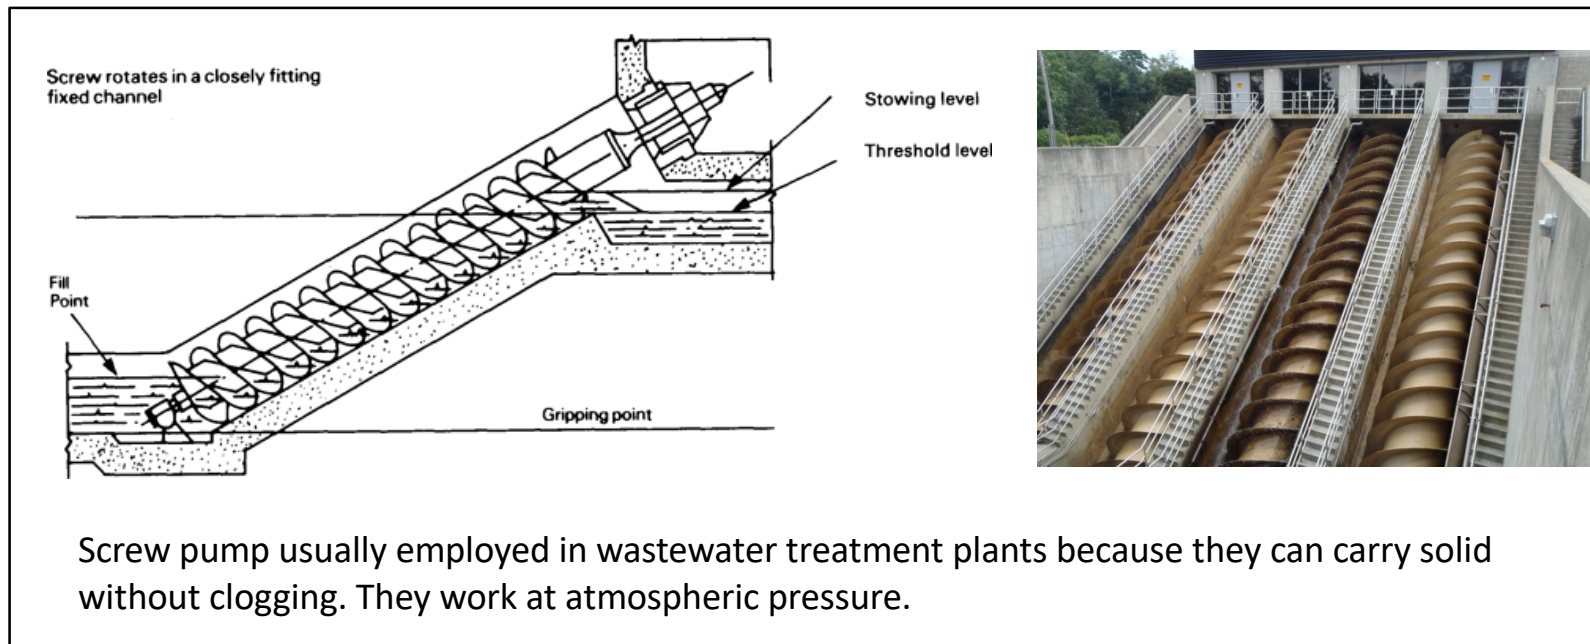 Screw rotates in a closely fitting
fixed channel
Stowing level
Threshold level
Fill
Point
Gripping point
Screw pump usually employed in wastewater treatment plants because they can carry solid
without clogging. They work at atmospheric pressure.